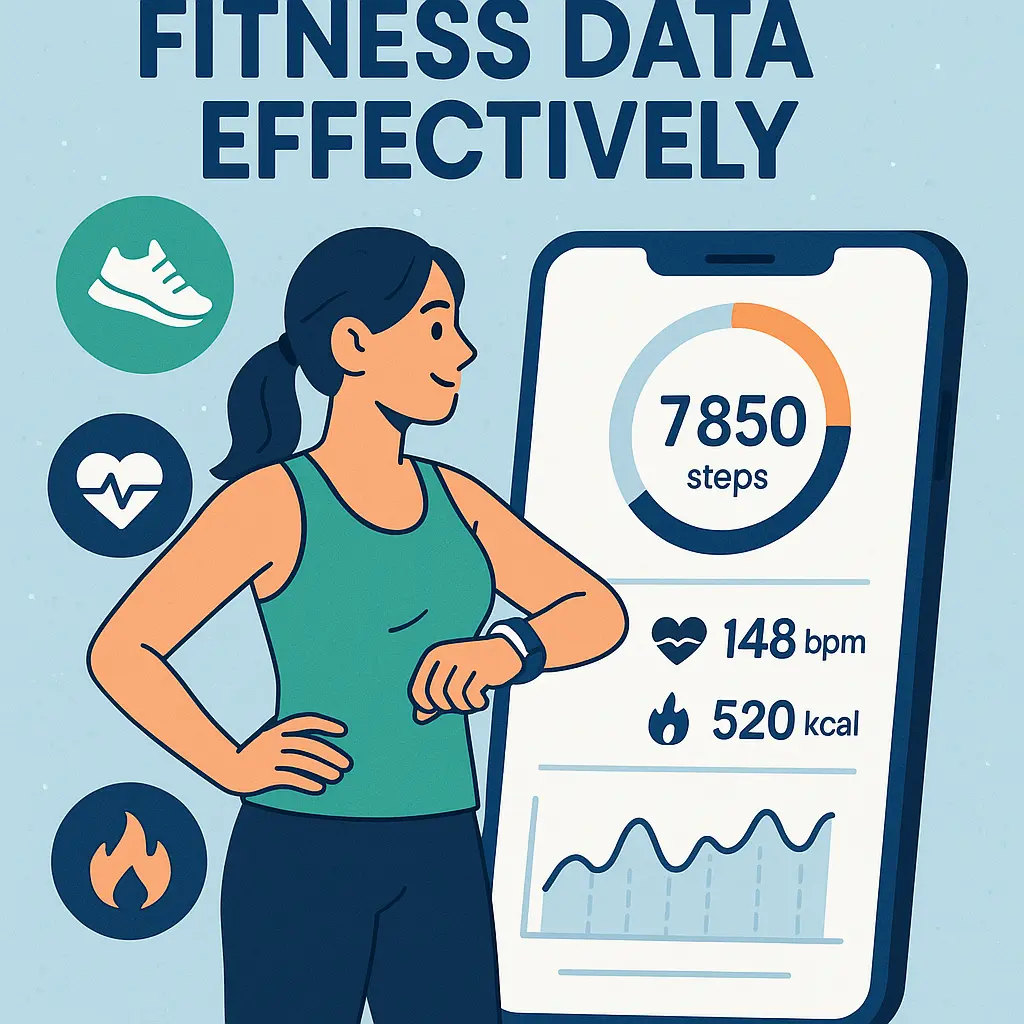 FITNESS DATA
EFFECTIVELY
7850
steps
148 bpm
520 kcal